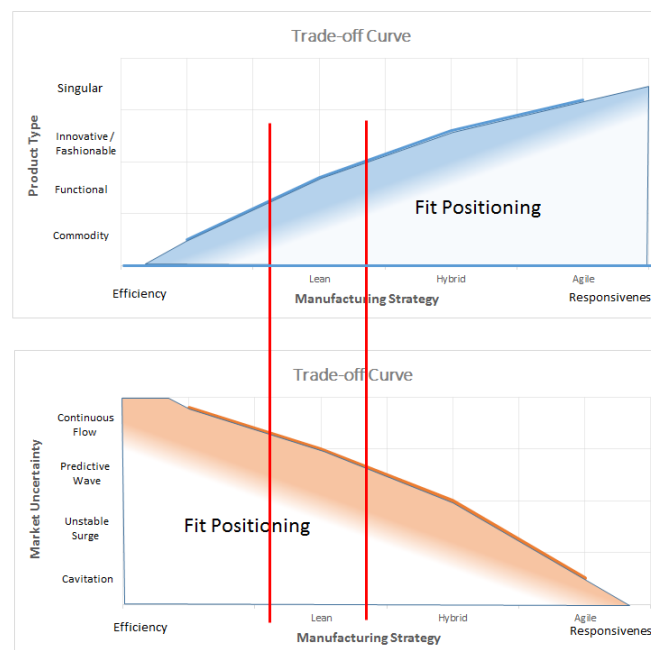 Trade-off Curve
Product Type
Singular
Innovative /
Fashionable
Functional
Commodity
Fit Positioning
Lean
Hybrid
Agile
Efficiency
Manufacturing Strategy
Responsivenes
Trade-off Curve
Market Uncertainty
Continuous
Flow
Predictive
Wave
Unstable
Surge
Cavitation
Fit Positioning
Lean
Hybrid
Agile
Efficiency
Manufacturing Strategy
Responsivenes